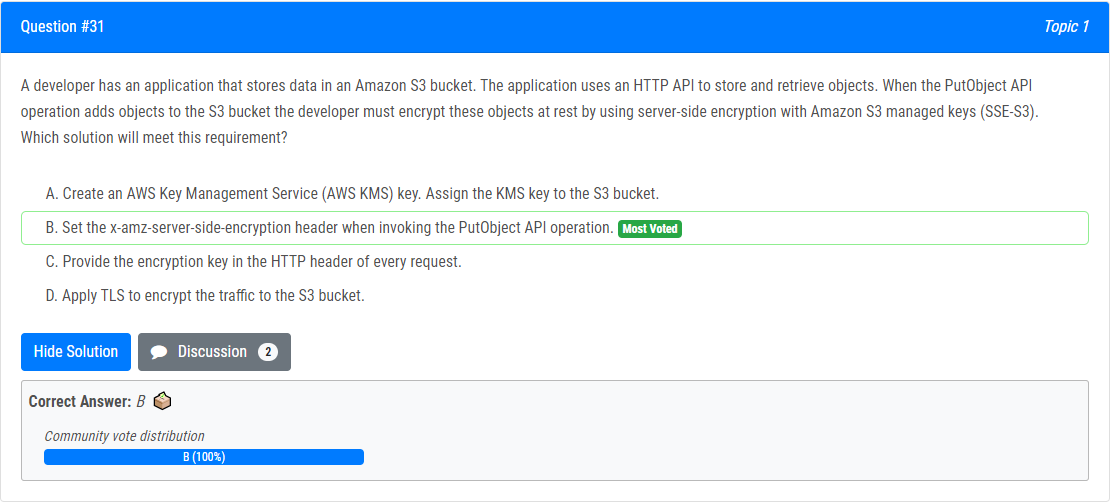 Question #31
Topic 1
A developer has an application that stores data in an Amazon S3 bucket. The application uses an HTTP API to store and retrieve objects. When the PutObject API
operation adds objects to the S3 bucket the developer must encrypt these objects at rest by using server-side encryption with Amazon S3 managed keys (SSE-S3).
Which solution will meet this requirement?
A. Create an AWS Key Management Service (AWS KMS) key. Assign the KMS key to the S3 bucket.
B. Set the x-amz-server-side-encryption header when invoking the PutObject API operation. Most Voted
C. Provide the encryption key in the HTTP header of every request.
D. Apply TLS to encrypt the traffic to the S3 bucket.
Hide Solution Discussion 2
Correct Answer: B
Community vote distribution
B (100%)